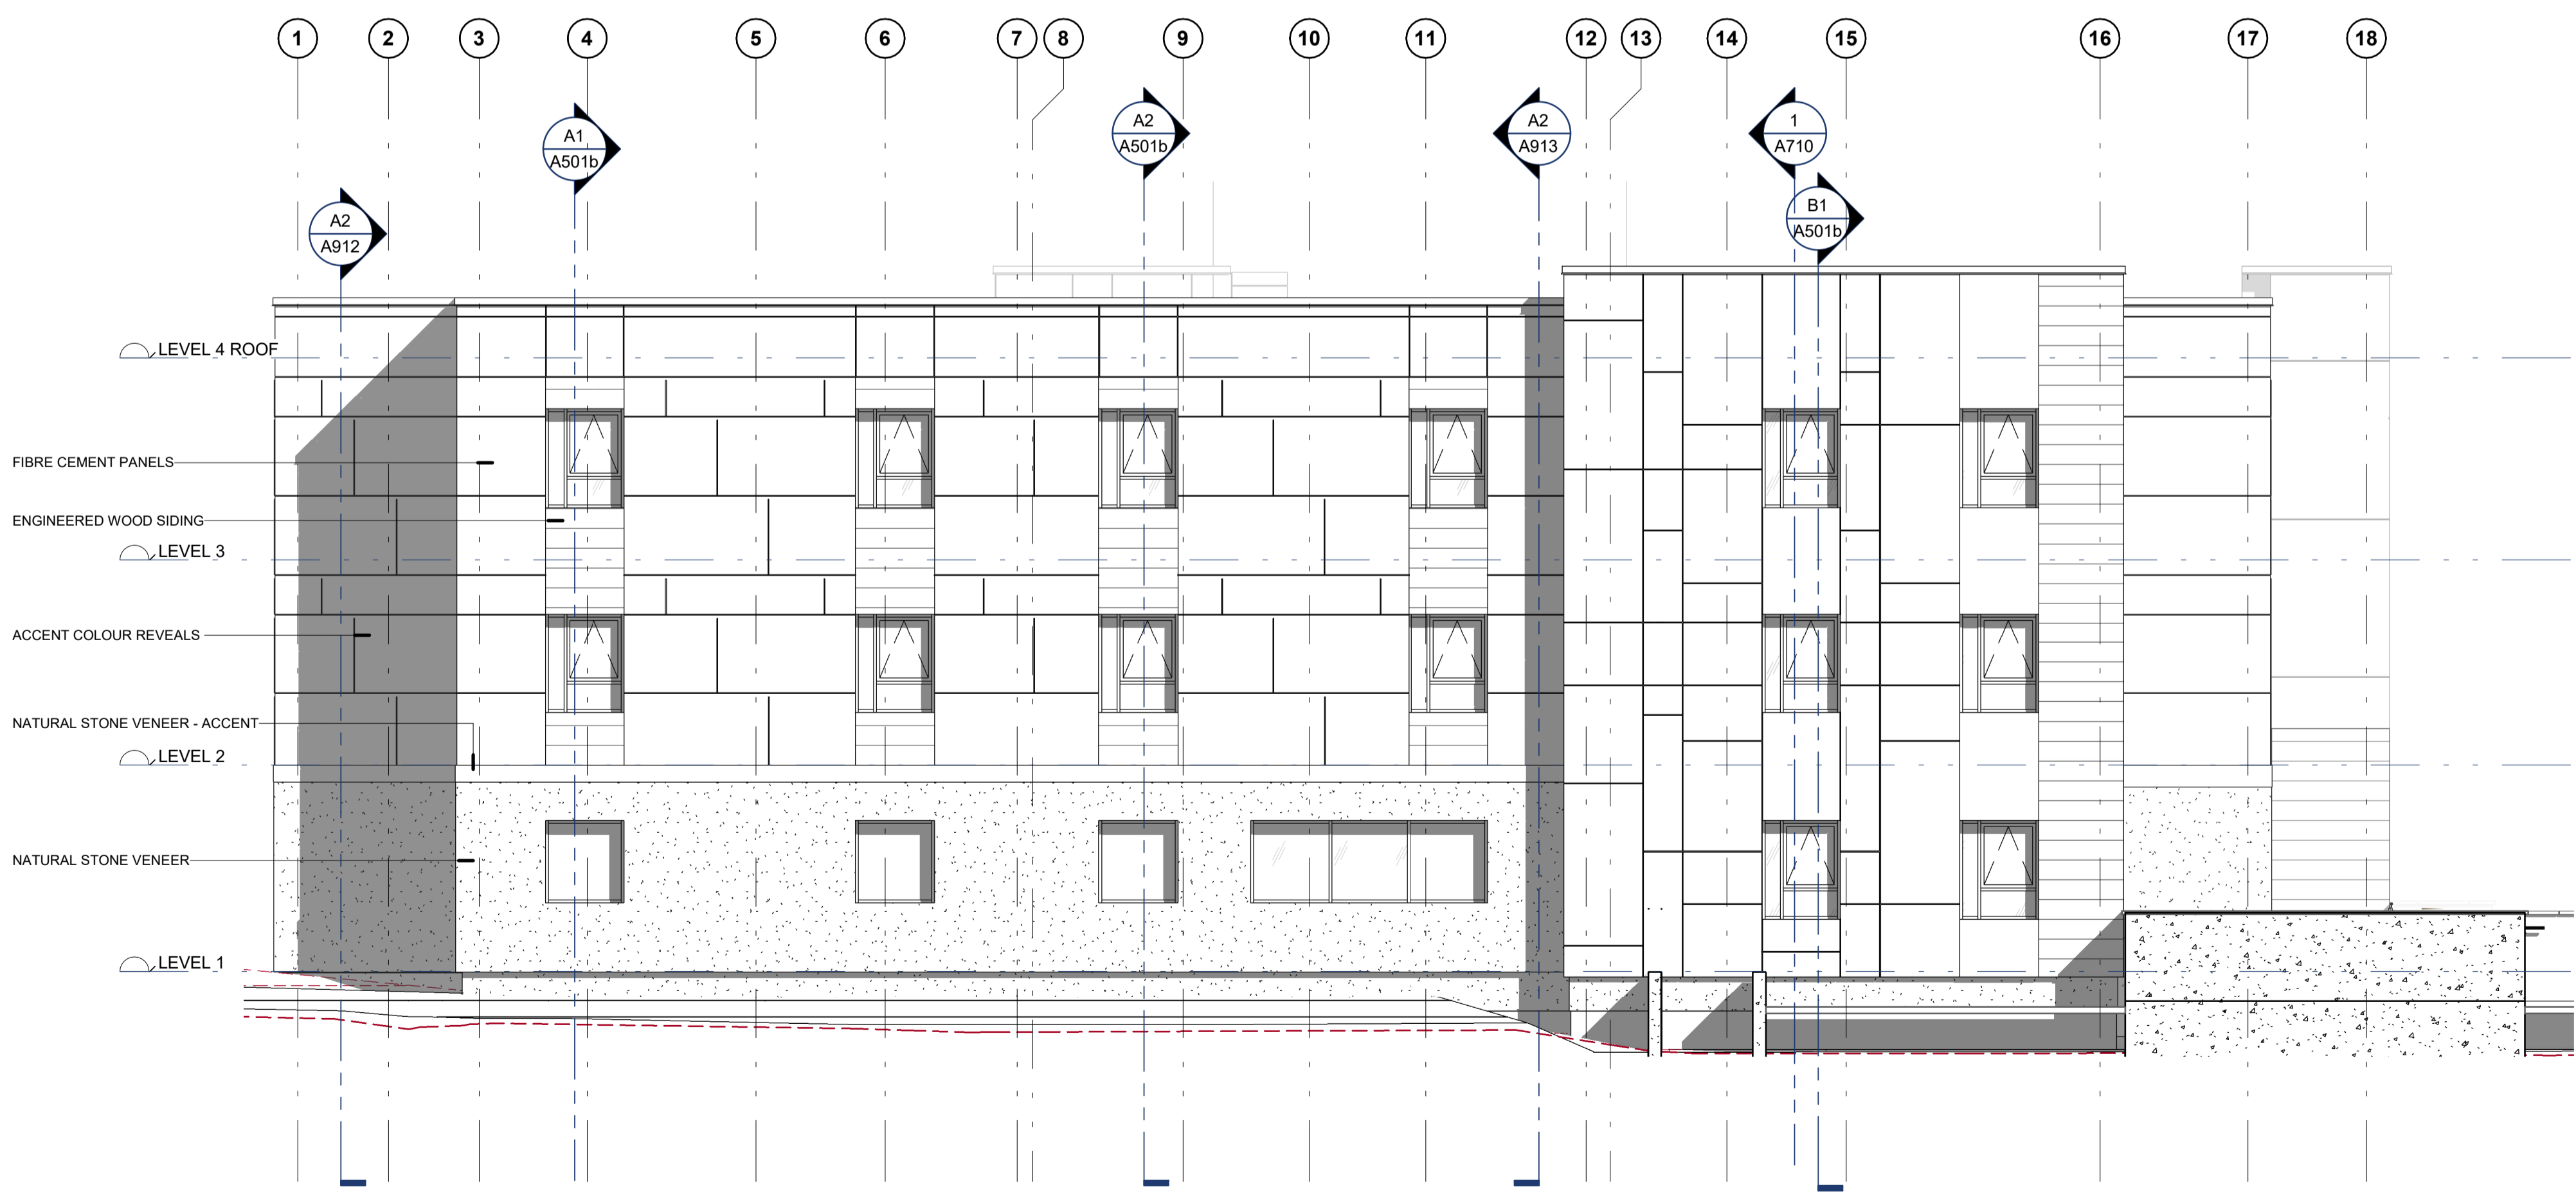 1 2 3 4 5 6 7 8 9 10 11 12 13 14 15 16 17 18
A1
A501b
A2
A501b
A2
A913
1
A710
A2
A912
B1
A501b
LEVEL 4 ROOF
FIBRE CEMENT PANELS
ENGINEERED WOOD SIDING
LEVEL 3
ACCENT COLOUR REVEALS
NATURAL STONE VENEER - ACCENT
LEVEL 2
NATURAL STONE VENEER
LEVEL 1